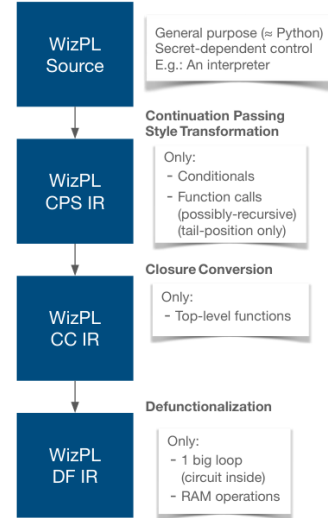 WizPL
Source
General purpose (≈ Python)
Secret-dependent control
E.g.: An interpreter
Continuation Passing
Style Transformation
WizPL
CPS IR
Only:
- Conditionals
- Function calls
(possibly-recursive)
(tail-position only)
Closure Conversion
WizPL
CC IR
Only:
- Top-level functions
Defunctionalization
WizPL
DF IR
Only:
- 1 big loop
(circuit inside)
- RAM operations